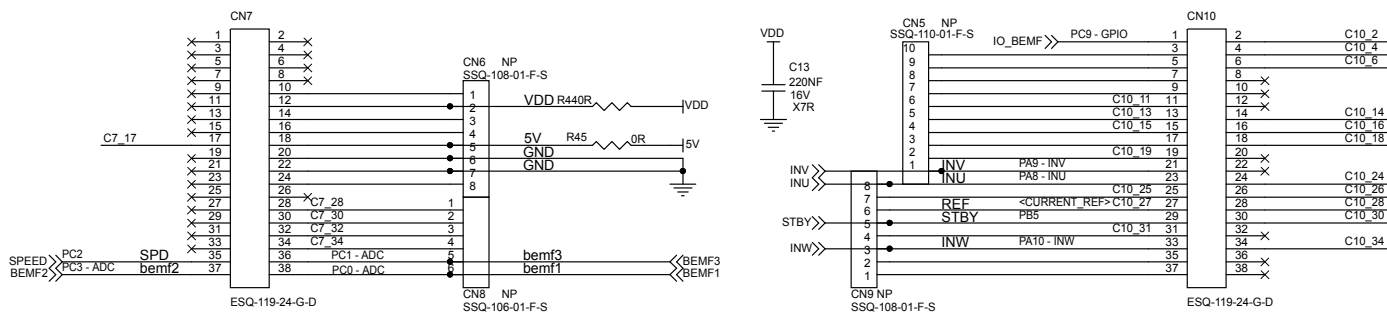 CN7
1 2
3 4
5 6
7 8
9 10
11 12
13 14
15 16
C7_17 17 18
19 20
21 22
23 24
25 26
27 28 C7_28
29 30 C7_30
31 32 C7_32
33 34 C7_34
SPEED PC2 SPD 35 36 PC1 - ADC
BEMF2 PC3 - ADC bemf2 37 38 PC0 - ADC
ESQ-119-24-G-D
CN6 NP
SSQ-108-01-F-S
1
2 VDD R440R VDD
3
4
5 5V R45 0R 5V
6 GND
7 GND
8
1
2
3
4
5 bemf3 BEMF3
6 bemf1 BEMF1
CN8 NP
SSQ-106-01-F-S
VDD
C13
220NF
16V
X7R
CN5 NP
SSQ-110-01-F-S
10
9
8
7
6
5
4
3
2
1
INV INV PA9 - INV
INU INU PA8 - INU
8
7
6 REF <CURRENT_REF>
STBY 5 STBY PB5
4
INW 3 INW PA10 - INW
2
1
CN9 NP
SSQ-108-01-F-S
CN10
IO_BEMF PC9 - GPIO 1 2 C10_2
3 4 C10_4
5 6 C10_6
7 8
9 10
C10_11 11 12
C10_13 13 14 C10_14
C10_15 15 16 C10_16
17 18 C10_18
C10_19 19 20
21 22
23 24 C10_24
C10_25 25 26 C10_26
C10_27 27 28 C10_28
29 30 C10_30
C10_31 31 32
33 34 C10_34
35 36
37 38
ESQ-119-24-G-D